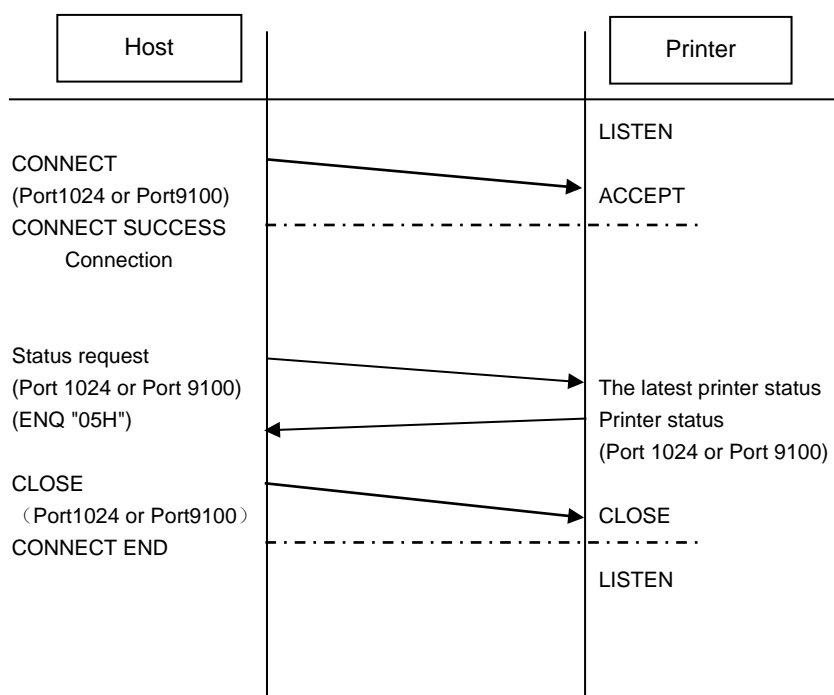 Host
Printer
LISTEN
CONNECT
(Port1024 or Port9100)
ACCEPT
CONNECT SUCCESS
Connection
Status request
(Port 1024 or Port 9100)
The latest printer status
(ENQ "05H")
Printer status
(Port 1024 or Port 9100)
CLOSE
（Port1024 or Port9100）
CLOSE
CONNECT END
LISTEN